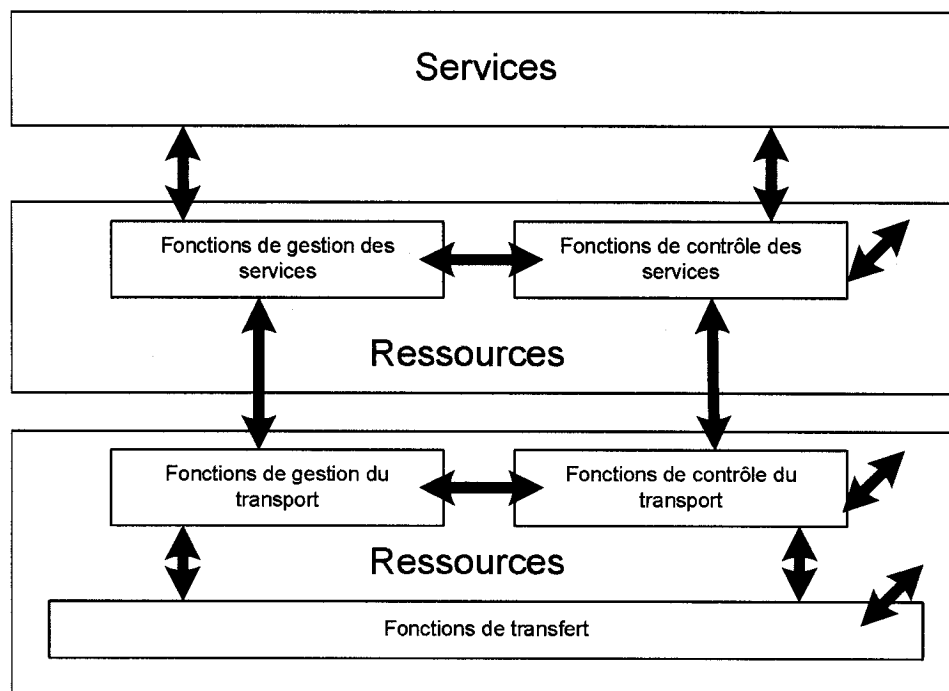 Services
Fonctions de gestion des
services
Fonctions de contrôle des
services
Ressources
Fonctions de gestion du
transport
Fonctions de contrôle du
transport
Ressources
Fonctions de transfert